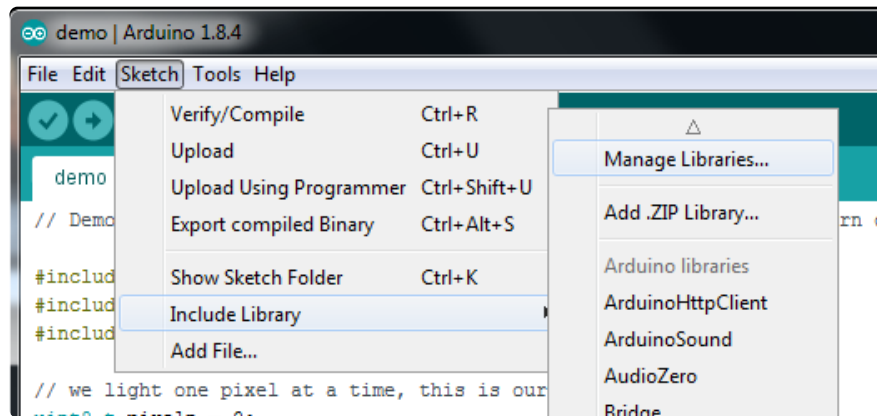 demo | Arduino 1.8.4
File Edit Sketch Tools Help
Verify/Compile Ctrl+R
Upload Ctrl+U
Upload Using Programmer Ctrl+Shift+U
Export compiled Binary Ctrl+Alt+S
Show Sketch Folder Ctrl+K
Include Library
Add File...
Manage Libraries...
Add .ZIP Library...
Arduino libraries
ArduinoHttpClient
ArduinoSound
AudioZero
Bridge
demo
// Demo
rn
#includ
#includ
#includ
// we light one pixel at a time, this is our